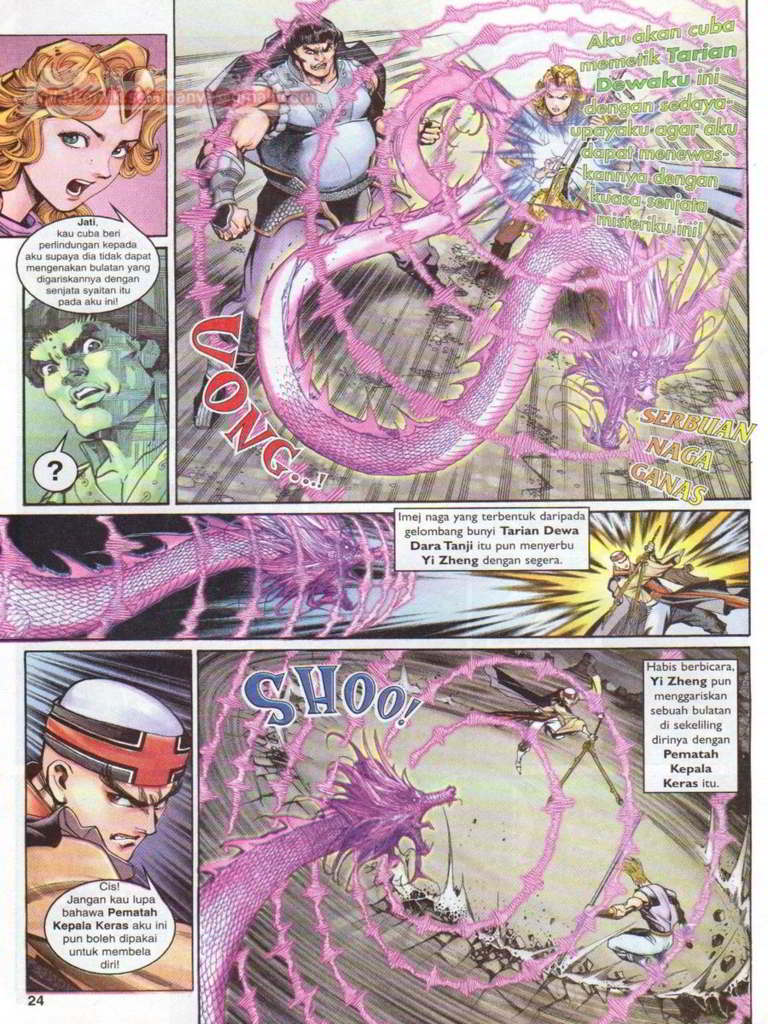 Jati,
kau cuba beri
perlindungan kepada
aku supaya dia tidak dapat
mengenakan bulatan yang
digariskannya dengan
senjata syaitan itu
pada aku ini!
?
Aku akan cuba
memetik Tarian
Dewaku ini
dengan sedaya-
upayaku agar aku
dapat menewas-
kannya dengan
kuasa senjata
misteriku ini!
VONG...!
SERBUAN
NAGA
GANAS
Imej naga yang terbentuk daripada
gelombang bunyi Tarian Dewa
Dara Tanji itu pun menyerbu
Yi Zheng dengan segera.
Cis!
Jangan kau lupa
bahawa Pematah
Kepala Keras aku ini
pun boleh dipakai
untuk membela
diri!
SHOO!
Habis berbicara,
Yi Zheng pun
menggariskan
sebuah bulatan
di sekeliling
dirinya dengan
Pematah
Kepala
Keras itu.
24